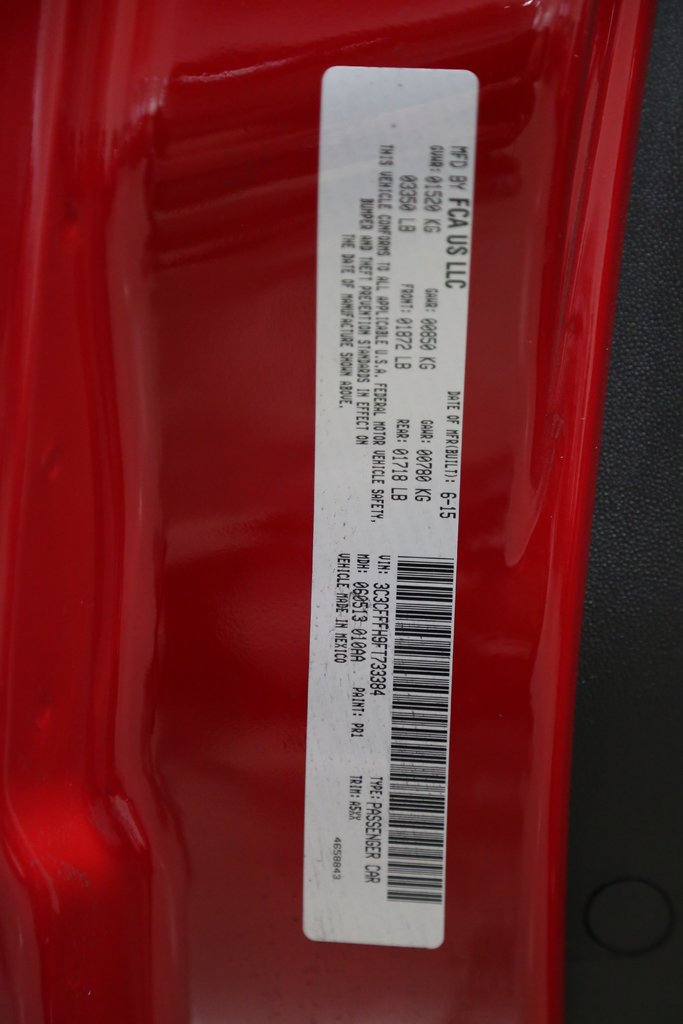 MFD BY FCA US LLC
DATE OF MFR(BUILT): 6-15
GVWR: 01520 KG GAWR: 00850 KG GAWR: 00780 KG
03350 LB FRONT: 01872 LB REAR: 01718 LB
THIS VEHICLE CONFORMS TO ALL APPLICABLE U.S.A. FEDERAL MOTOR VEHICLE SAFETY,
BUMPER AND THEFT PREVENTION STANDARDS IN EFFECT ON
THE DATE OF MANUFACTURE SHOWN ABOVE.
VIN: 3C3CFFFH9FT733384 TYPE: PASSENGER CAR
MDH: 060513 010AA PAINT: PR1 TRIM: A5XX
VEHICLE MADE IN MEXICO
4658843